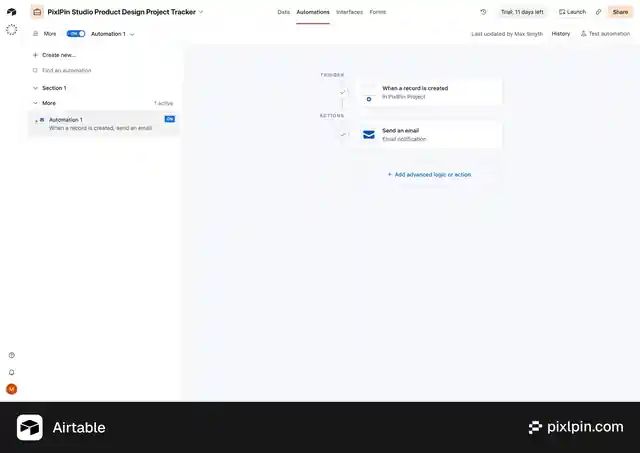 PixlPin Studio Product Design Project Tracker
Data
Automations
Interfaces
Forms
Trial: 11 days left
Launch
Share
More
ON
Automation 1
Last updated by Max Smyth
History
Test automation
Create new...
Find an automation
Section 1
More
1 active
Automation 1
ON
When a record is created, send an email
TRIGGER
When a record is created
in PixlPin Project
ACTIONS
Send an email
Email notification
+ Add advanced logic or action
M
Airtable
pixlpin.com